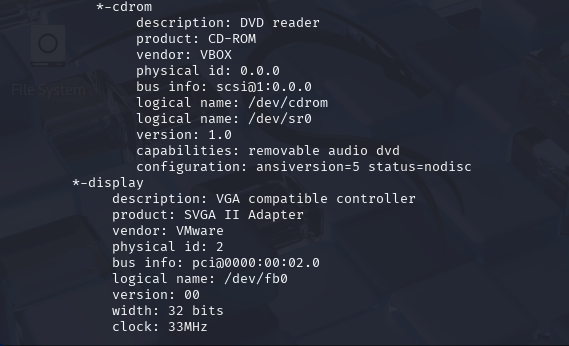 *-cdrom
description: DVD reader
product: CD-ROM
vendor: VBOX
physical id: 0.0.0
bus info: scsi@1:0.0.0
logical name: /dev/cdrom
logical name: /dev/sr0
version: 1.0
capabilities: removable audio dvd
configuration: ansiversion=5 status=nodisc
File System
*-display
description: VGA compatible controller
product: SVGA II Adapter
vendor: VMware
physical id: 2
bus info: pci@0000:00:02.0
logical name: /dev/fb0
version: 00
width: 32 bits
clock: 33MHz